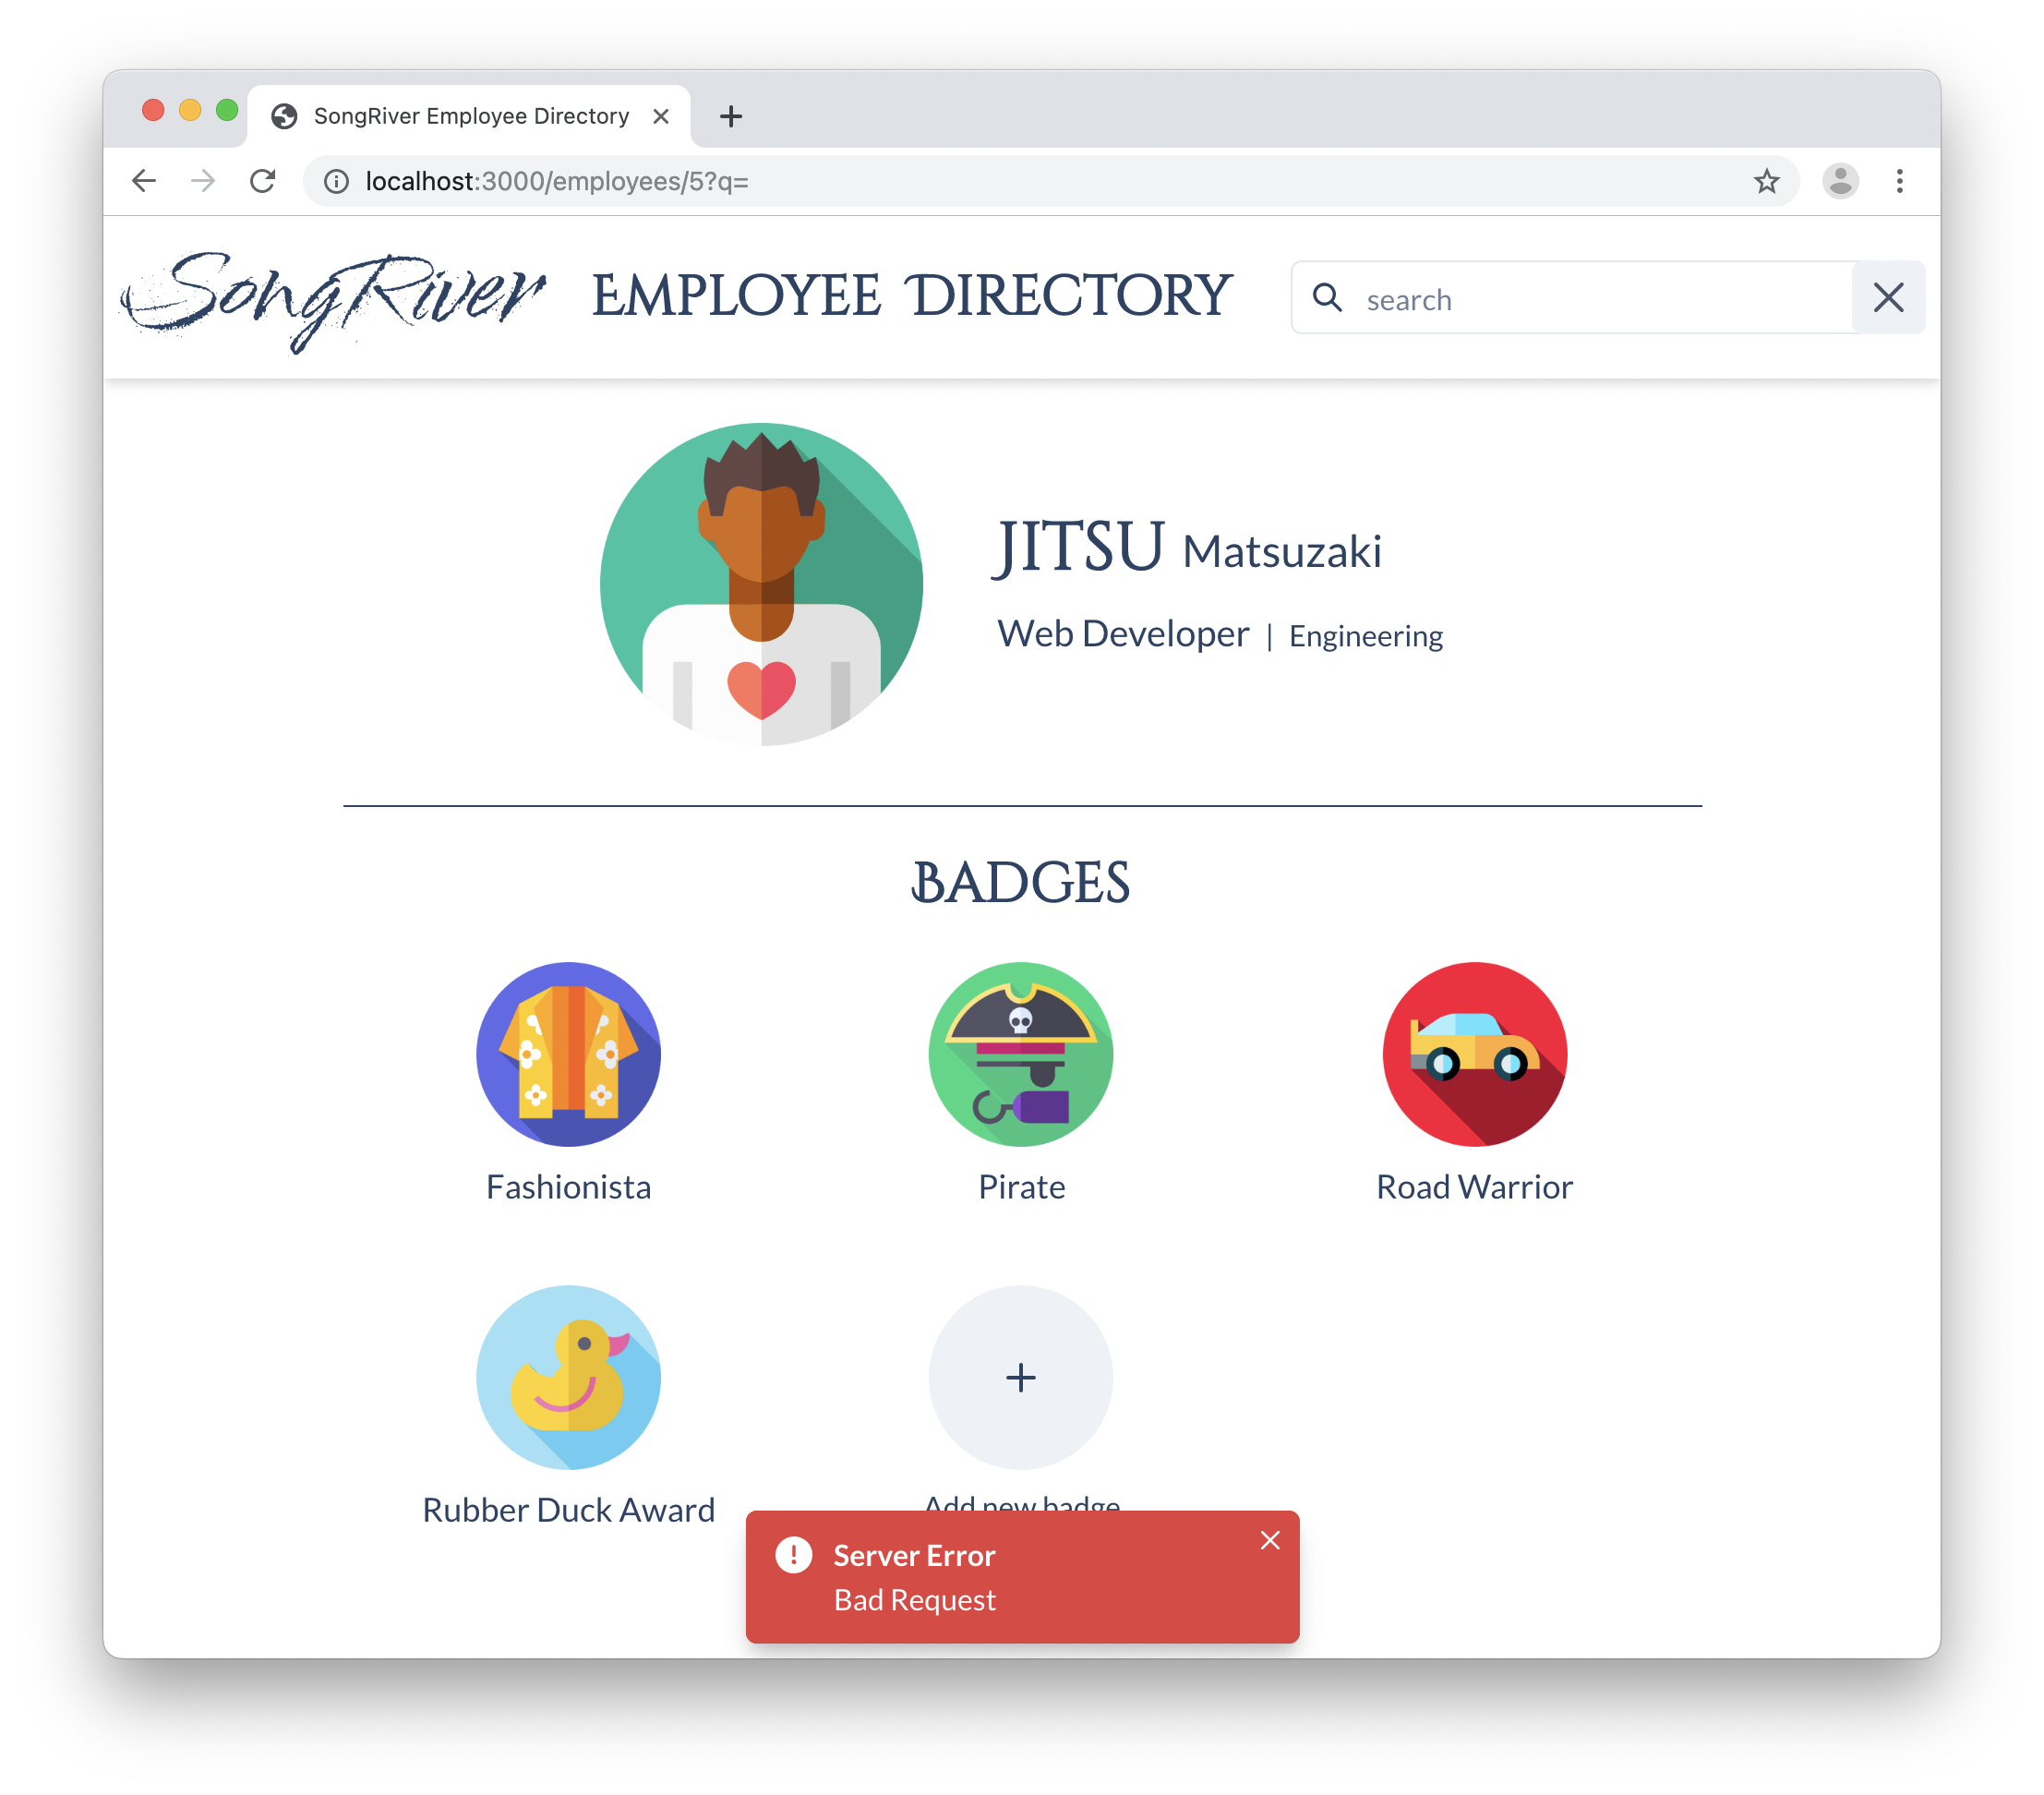 SongRiver Employee Directory
localhost:3000/employees/5?q=
SongRiver EMPLOYEE DIRECTORY search
JITSU Matsuzaki
Web Developer | Engineering
BADGES
Fashionista Pirate Road Warrior
Rubber Duck Award Add new badge
Server Error
Bad Request